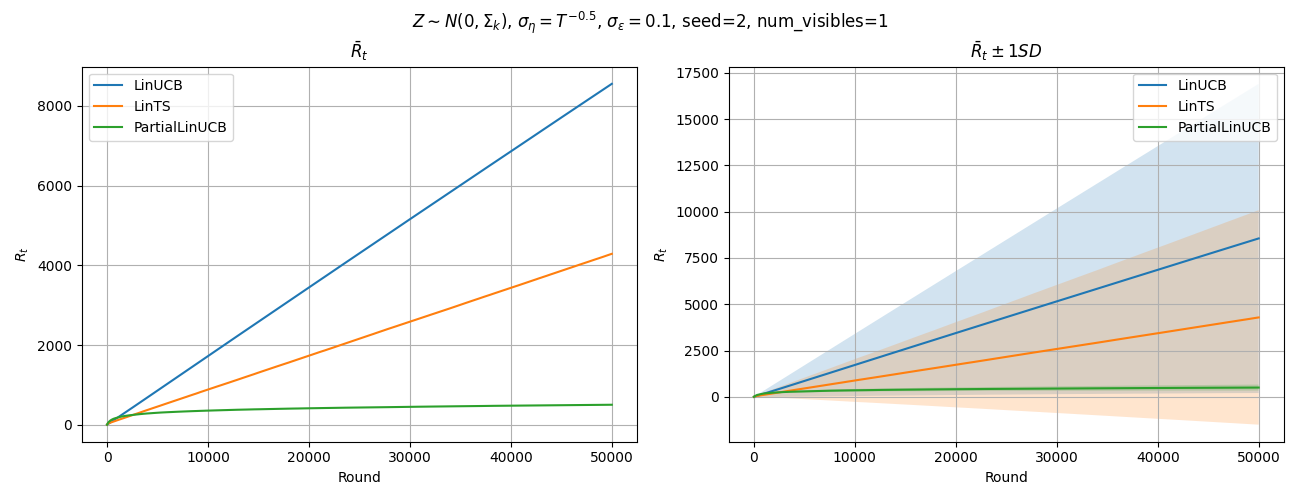 Z ∼ N(0, Σ_k), σ_η = T^{−0.5}, σ_ε = 0.1, seed=2, num_visibles=1
R̄_t
8000
6000
4000
2000
0
R_t
LinUCB
LinTS
PartialLinUCB
0 10000 20000 30000 40000 50000
Round
R̄_t ± 1SD
17500
15000
12500
10000
7500
5000
2500
0
R_t
LinUCB
LinTS
PartialLinUCB
0 10000 20000 30000 40000 50000
Round